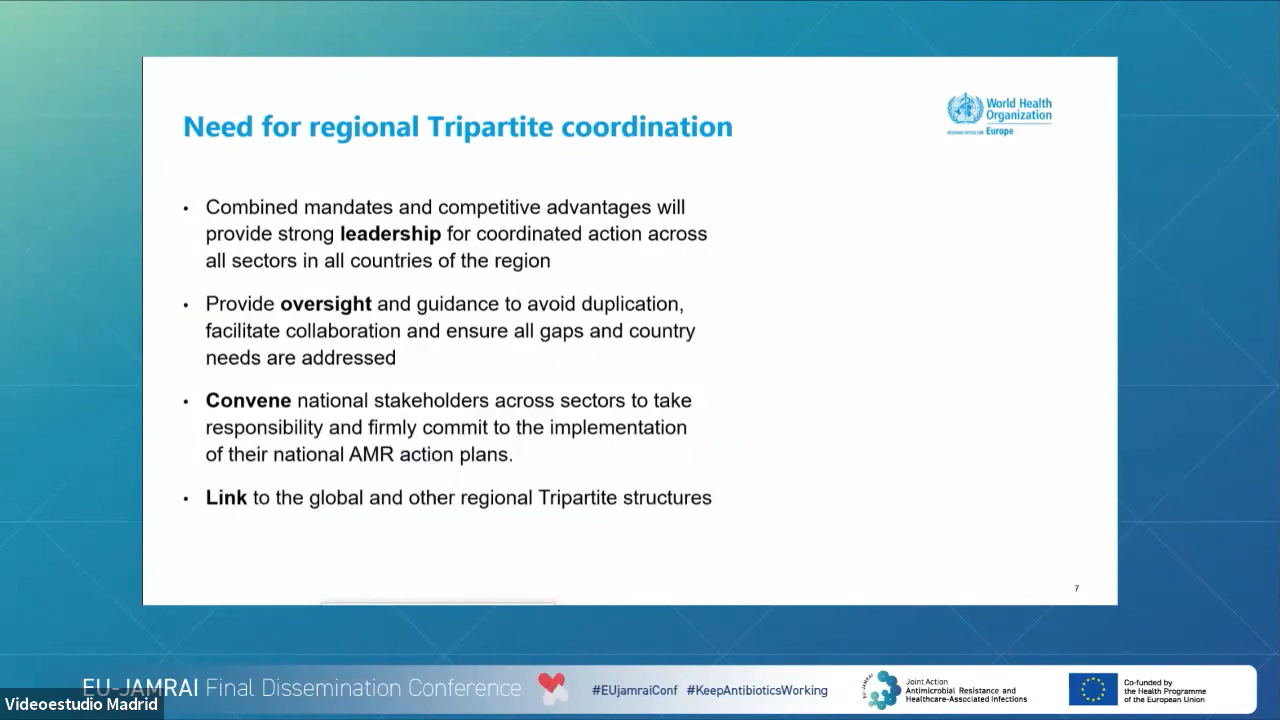 Need for regional Tripartite coordination
World Health
Organization
REGIONAL OFFICE FOR Europe
• Combined mandates and competitive advantages will
provide strong leadership for coordinated action across
all sectors in all countries of the region
• Provide oversight and guidance to avoid duplication,
facilitate collaboration and ensure all gaps and country
needs are addressed
• Convene national stakeholders across sectors to take
responsibility and firmly commit to the implementation
of their national AMR action plans.
• Link to the global and other regional Tripartite structures
7
EU-JAMRAI Final Dissemination Conference
#EUjamraiConf #KeepAntibioticsWorking
EU-JAMRAI
Joint Action
Antimicrobial Resistance and
Healthcare-Associated Infections
Co-funded by
the Health Programme
of the European Union
Videoestudio Madrid